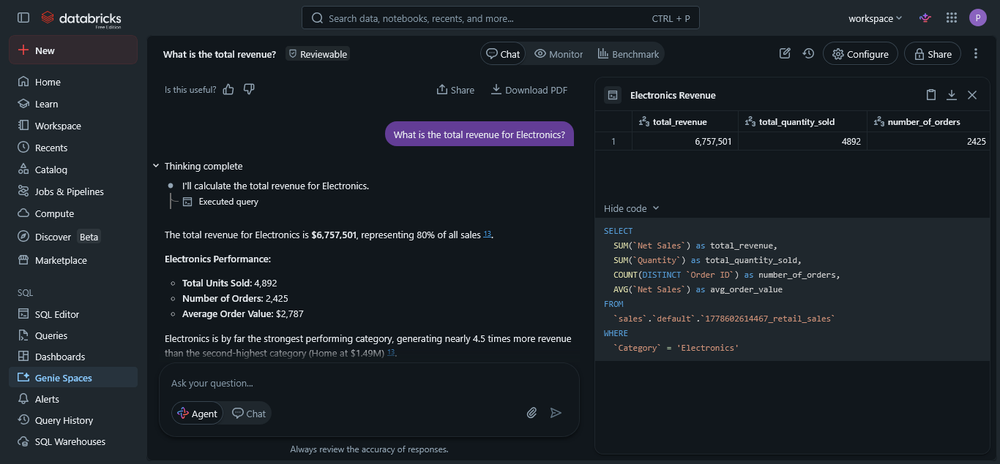 databricks
Free Edition
Search data, notebooks, recents, and more...
CTRL + P
workspace
P
New
Home
Learn
Workspace
Recents
Catalog
Jobs & Pipelines
Compute
Discover Beta
Marketplace
SQL
SQL Editor
Queries
Dashboards
Genie Spaces
Alerts
Query History
SQL Warehouses
What is the total revenue? Reviewable
Chat Monitor Benchmark
Configure Share
Is this useful?
Share Download PDF
What is the total revenue for Electronics?
Thinking complete
I'll calculate the total revenue for Electronics.
Executed query
The total revenue for Electronics is $6,757,501, representing 80% of all sales 13.
Electronics Performance:
Total Units Sold: 4,892
Number of Orders: 2,425
Average Order Value: $2,787
Electronics is by far the strongest performing category, generating nearly 4.5 times more revenue
than the second-highest category (Home at $1.49M) 13.
Ask your question...
Agent Chat
Always review the accuracy of responses.
Electronics Revenue
total_revenue total_quantity_sold number_of_orders
1 6,757,501 4892 2425
Hide code
SELECT
SUM(`Net Sales`) as total_revenue,
SUM(`Quantity`) as total_quantity_sold,
COUNT(DISTINCT `Order ID`) as number_of_orders,
AVG(`Net Sales`) as avg_order_value
FROM
`sales`.`default`.`1778602614467_retail_sales`
WHERE
`Category` = 'Electronics'